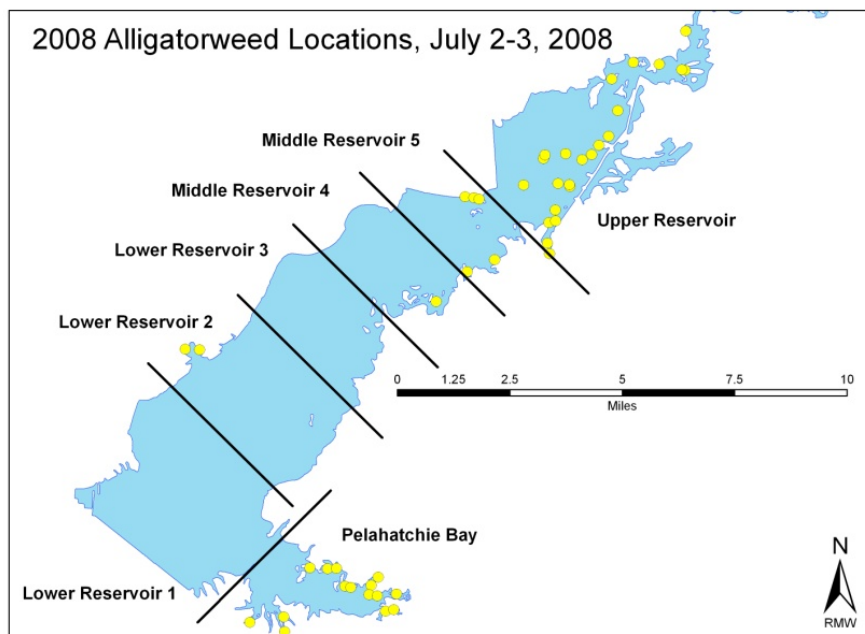 2008 Alligatorweed Locations, July 2-3, 2008
Middle Reservoir 5
Middle Reservoir 4
Upper Reservoir
Lower Reservoir 3
Lower Reservoir 2
0 1.25 2.5 5 7.5 10
Miles
Pelahatchie Bay
Lower Reservoir 1
N
RMW